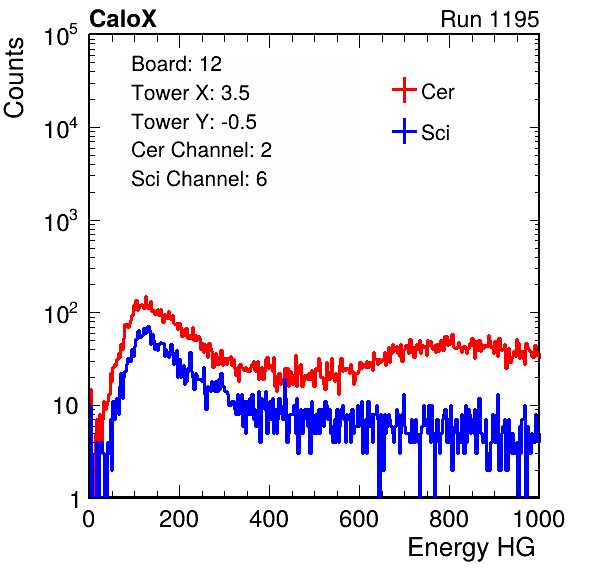 CaloX Run 1195
Counts
Board: 12
Tower X: 3.5
Tower Y: -0.5
Cer Channel: 2
Sci Channel: 6
Cer
Sci
10^5
10^4
10^3
10^2
10
1
0 200 400 600 800 1000
Energy HG